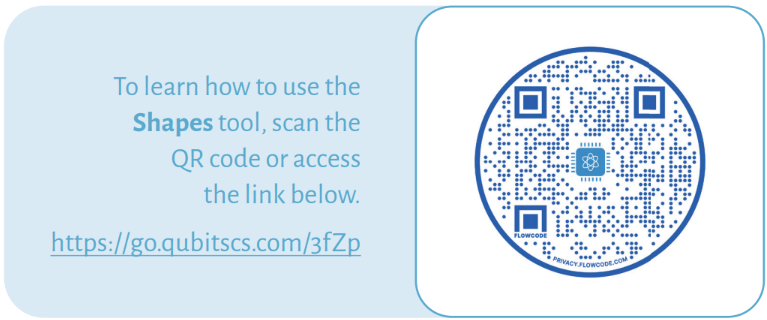 To learn how to use the
Shapes tool, scan the
QR code or access
the link below.
https://go.qubitscs.com/3fZp
FLOWCODE
PRIVACY.FLOWCODE.COM